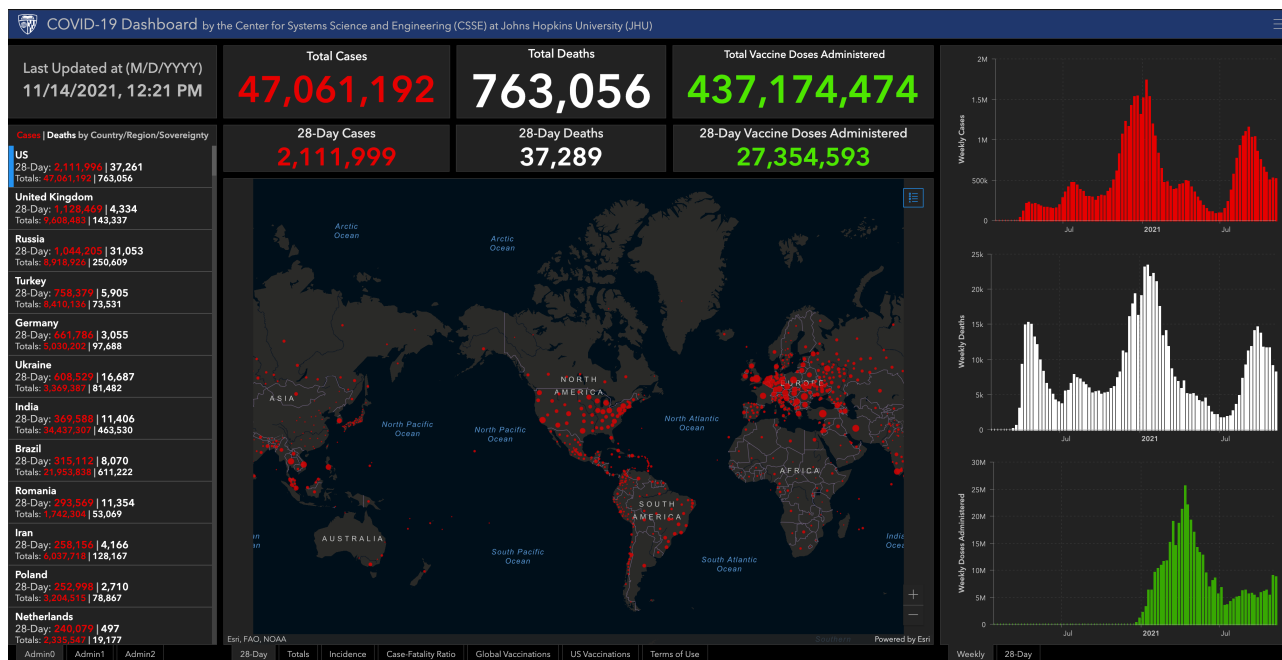 COVID-19 Dashboard by the Center for Systems Science and Engineering (CSSE) at Johns Hopkins University (JHU)
Last Updated at (M/D/YYYY)
11/14/2021, 12:21 PM
Cases | Deaths by Country/Region/Sovereignty
US
28-Day: 2,111,996 | 37,261
Totals: 47,061,192 | 763,056
United Kingdom
28-Day: 1,128,469 | 4,334
Totals: 9,608,483 | 143,337
Russia
28-Day: 1,044,205 | 31,053
Totals: 8,918,926 | 250,609
Turkey
28-Day: 758,379 | 5,905
Totals: 8,410,136 | 73,531
Germany
28-Day: 661,786 | 3,055
Totals: 5,030,202 | 97,688
Ukraine
28-Day: 608,529 | 16,687
Totals: 3,369,387 | 81,482
India
28-Day: 369,588 | 11,406
Totals: 34,437,307 | 463,530
Brazil
28-Day: 315,112 | 8,070
Totals: 21,953,838 | 611,222
Romania
28-Day: 293,569 | 11,354
Totals: 1,742,304 | 53,069
Iran
28-Day: 258,156 | 4,166
Totals: 6,037,718 | 128,167
Poland
28-Day: 252,998 | 2,710
Totals: 3,204,515 | 78,867
Netherlands
28-Day: 240,079 | 497
Totals: 2,335,547 | 19,177
Admin0 Admin1 Admin2
Total Cases
47,061,192
Total Deaths
763,056
Total Vaccine Doses Administered
437,174,474
28-Day Cases
2,111,999
28-Day Deaths
37,289
28-Day Vaccine Doses Administered
27,354,593
Arctic
Ocean
Arctic
Ocean
NORTH
AMERICA
EUROPE
ASIA
North Pacific
Ocean
North Pacific
Ocean
North Atlantic
Ocean
AFRICA
SOUTH
AMERICA
AUSTRALIA
South Pacific
Ocean
South Atlantic
Ocean
Esri, FAO, NOAA
Southern
Powered by Esri
28-Day Totals Incidence Case-Fatality Ratio Global Vaccinations US Vaccinations Terms of Use
Weekly Cases
2M
1.5M
1M
500k
0
Jul 2021 Jul
Weekly Deaths
25k
20k
15k
10k
5k
0
Jul 2021 Jul
Weekly Doses Administered
30M
25M
20M
15M
10M
5M
0
Jul 2021 Jul
Weekly 28-Day